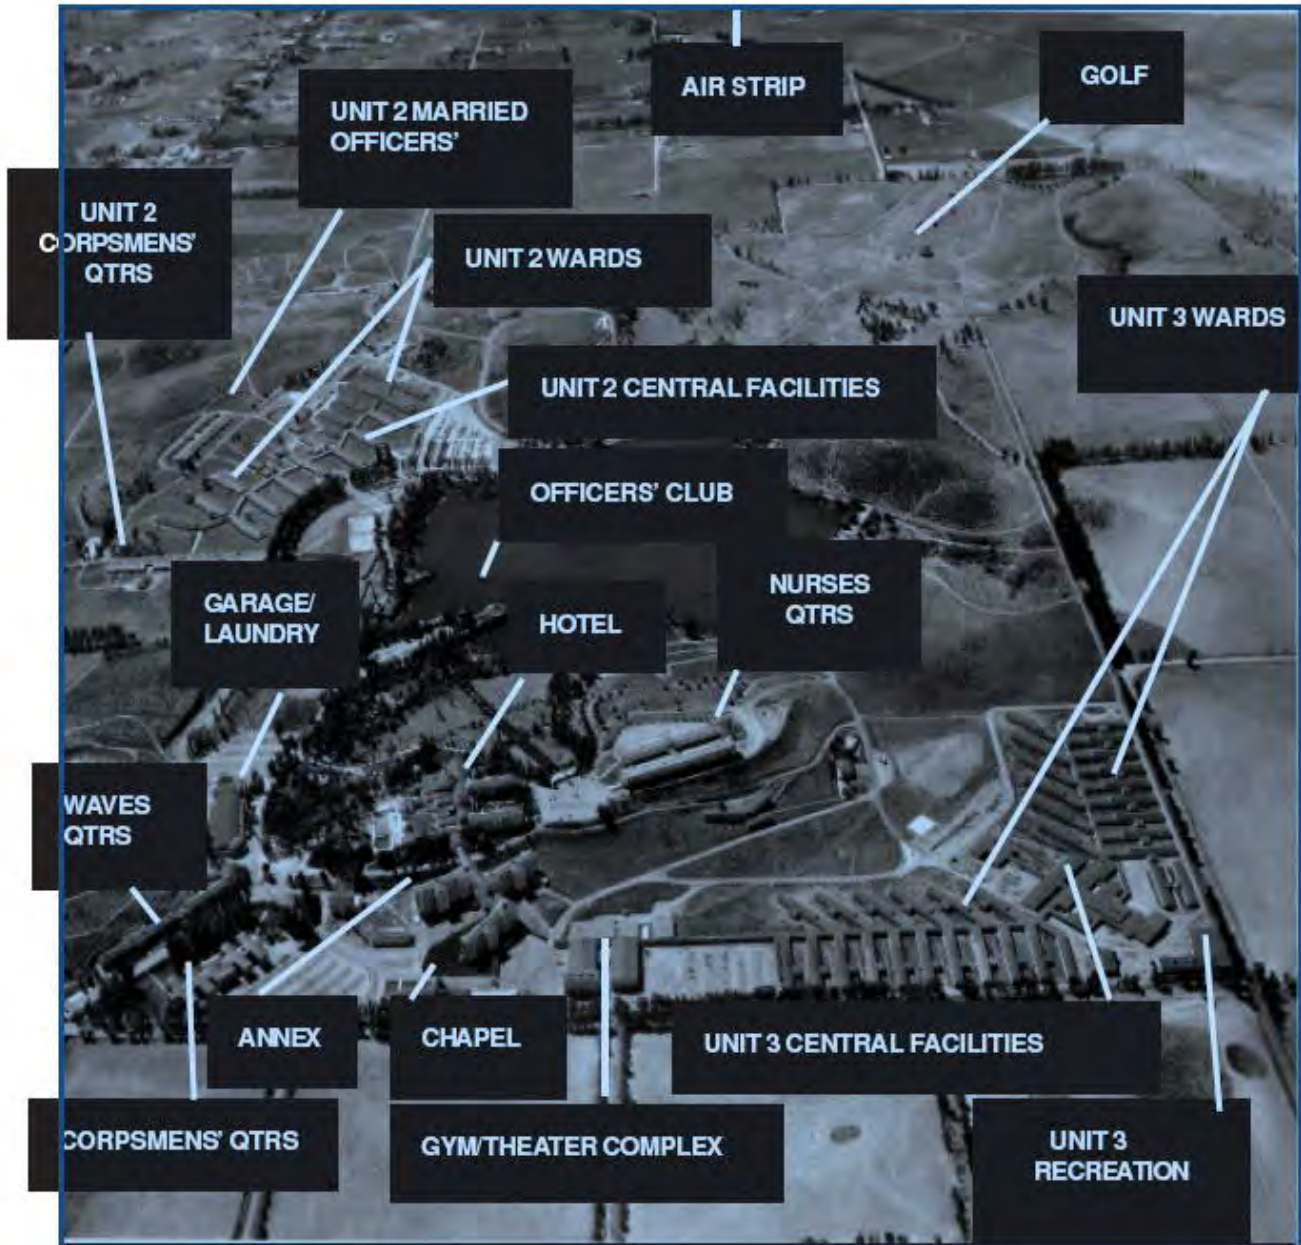 AIR STRIP
GOLF
UNIT 2 MARRIED
OFFICERS’
UNIT 2
CORPSMENS’
QTRS
UNIT 2 WARDS
UNIT 3 WARDS
UNIT 2 CENTRAL FACILITIES
OFFICERS’ CLUB
NURSES
QTRS
GARAGE/
LAUNDRY
HOTEL
WAVES
QTRS
ANNEX
CHAPEL
UNIT 3 CENTRAL FACILITIES
CORPSMENS’ QTRS
GYM/THEATER COMPLEX
UNIT 3
RECREATION